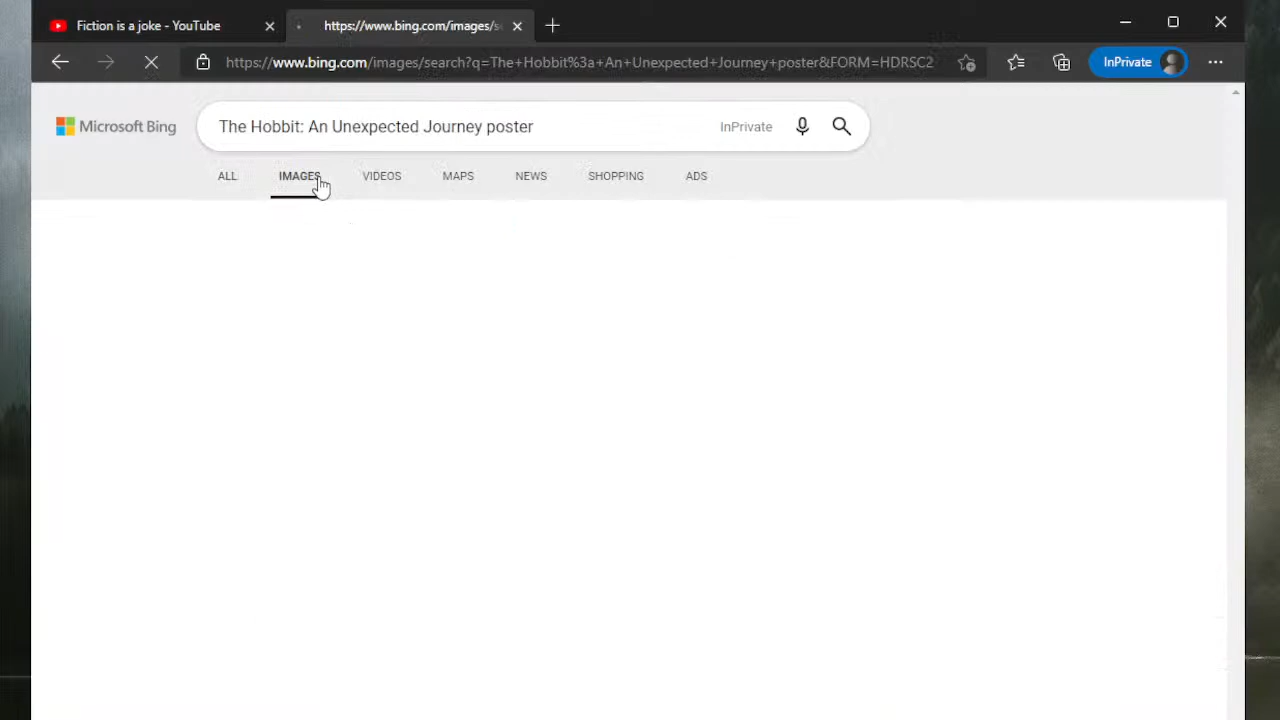 Fiction is a joke - YouTube
https://www.bing.com/images/s
https://www.bing.com/images/search?q=The+Hobbit%3a+An+Unexpected+Journey+poster&FORM=HDRSC2
InPrivate
Microsoft Bing
The Hobbit: An Unexpected Journey poster
InPrivate
ALL
IMAGES
VIDEOS
MAPS
NEWS
SHOPPING
ADS